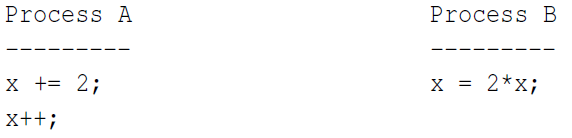 Process A                    Process B
---------                    ---------
x += 2;                      x = 2*x;
x++;